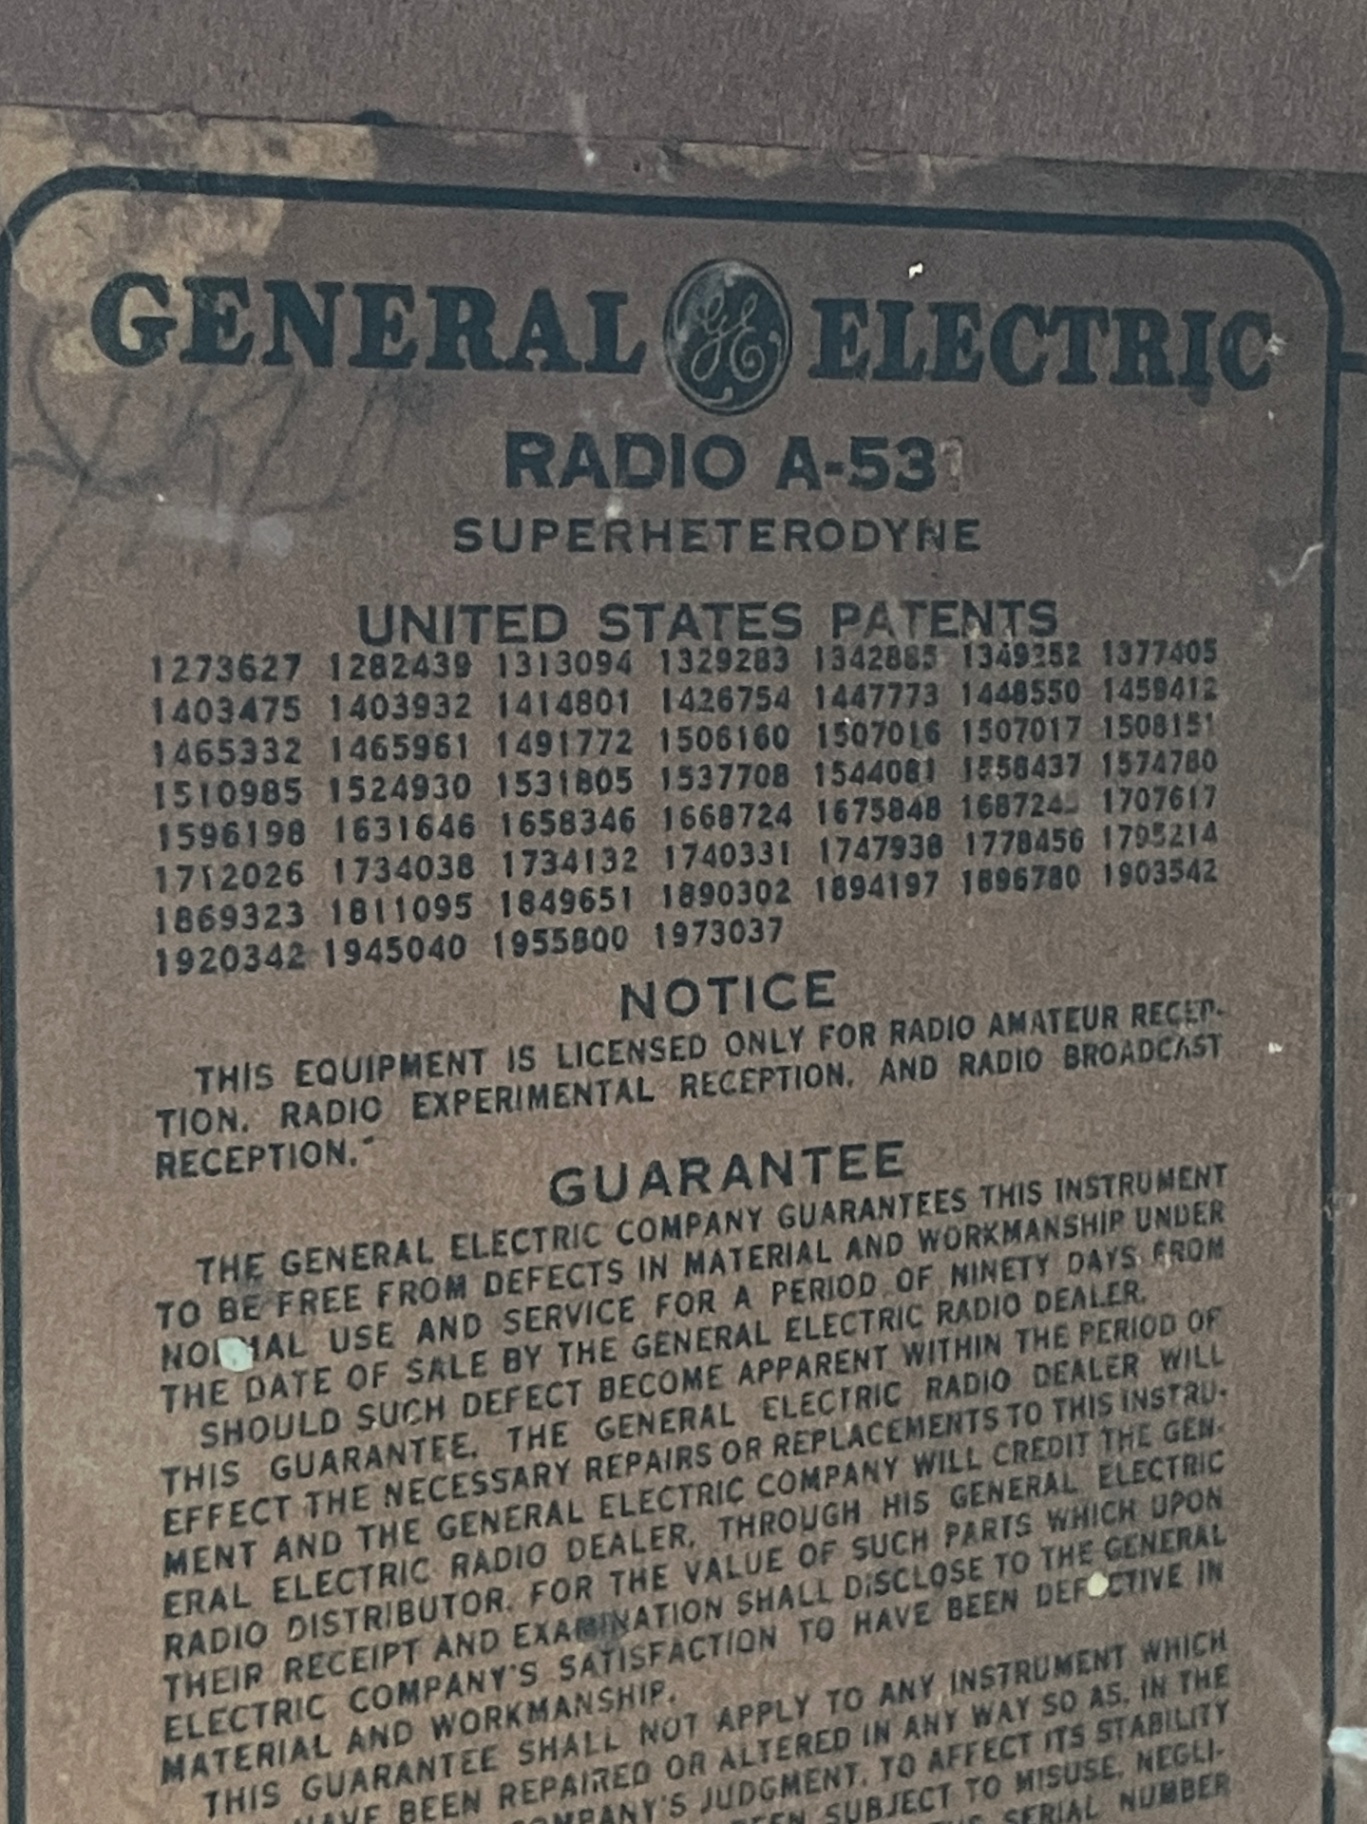 GENERAL GE ELECTRIC
RADIO A-53
SUPERHETERODYNE
UNITED STATES PATENTS
1273627 1282439 1313094 1329283 1342885 1349252 1377405
1403475 1403932 1414801 1426754 1447773 1448550 1459412
1465332 1465961 1491772 1506160 1507016 1507017 1508151
1510985 1524930 1531805 1537708 1544081 1558437 1574780
1596198 1631646 1658346 1668724 1675848 1707617
1712026 1734038 1734132 1740331 1747938 1778456 1795214
1869323 1811095 1849651 1890302 1894197 1896780 1903542
1920342 1945040 1955800 1973037
NOTICE
THIS EQUIPMENT IS LICENSED ONLY FOR RADIO AMATEUR RECEP-
TION, RADIO EXPERIMENTAL RECEPTION, AND RADIO BROADCAST
RECEPTION.
GUARANTEE
THE GENERAL ELECTRIC COMPANY GUARANTEES THIS INSTRUMENT
TO BE FREE FROM DEFECTS IN MATERIAL AND WORKMANSHIP UNDER
NORMAL USE AND SERVICE FOR A PERIOD OF NINETY DAYS FROM
THE DATE OF SALE BY THE GENERAL ELECTRIC RADIO DEALER.
SHOULD SUCH DEFECT BECOME APPARENT WITHIN THE PERIOD OF
THIS GUARANTEE, THE GENERAL ELECTRIC RADIO DEALER WILL
EFFECT THE NECESSARY REPAIRS OR REPLACEMENTS TO THIS INSTRU-
MENT AND THE GENERAL ELECTRIC COMPANY WILL CREDIT THE GEN-
ERAL ELECTRIC RADIO DEALER, THROUGH HIS GENERAL ELECTRIC
RADIO DISTRIBUTOR, FOR THE VALUE OF SUCH PARTS WHICH UPON
THEIR RECEIPT AND EXAMINATION SHALL DISCLOSE TO THE GENERAL
ELECTRIC COMPANY'S SATISFACTION TO HAVE BEEN DEFECTIVE IN
MATERIAL AND WORKMANSHIP.
THIS GUARANTEE SHALL NOT APPLY TO ANY INSTRUMENT WHICH
HAVE BEEN REPAIRED OR ALTERED IN ANY WAY SO AS, IN THE
COMPANY'S JUDGMENT, TO AFFECT ITS STABILITY
BEEN SUBJECT TO MISUSE, NEGLI-
SERIAL NUMBER